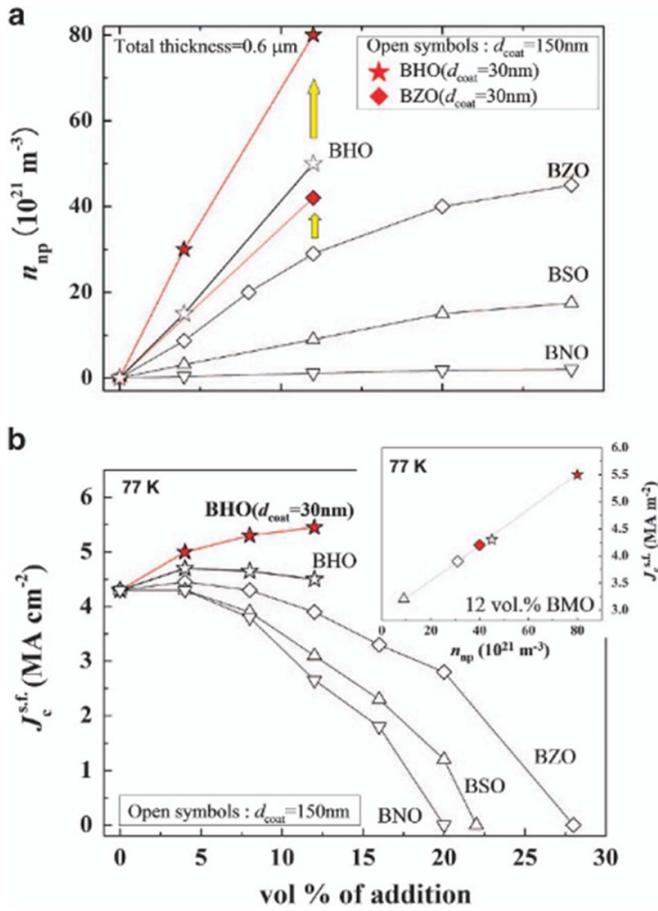 a
Total thickness=0.6 μm
Open symbols : d_coat=150nm
BHO(d_coat=30nm)
BZO(d_coat=30nm)
80
60
40
20
0
n_np (10^21 m^-3)
BHO
BZO
BSO
BNO
b
77 K
BHO(d_coat=30nm)
BHO
BZO
BSO
BNO
Open symbols : d_coat=150nm
6
5
4
3
2
1
0
J_c^s.f. (MA cm^-2)
0 5 10 15 20 25 30
vol % of addition
77 K
12 vol.% BMO
6.0
5.5
5.0
4.5
4.0
3.5
3.0
J_c^s.f. (MA m^-2)
0 20 40 60 80 100
n_np (10^21 m^-3)